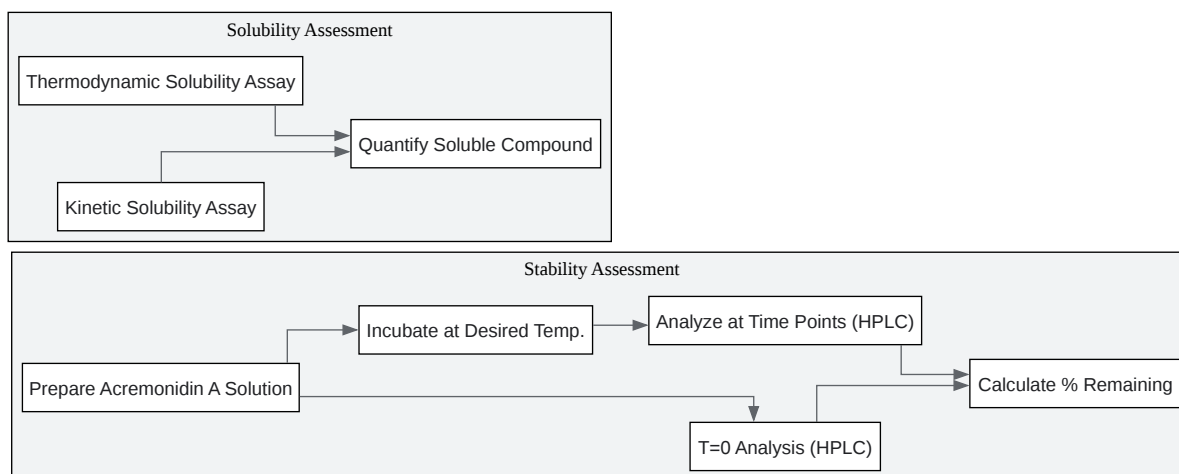 Solubility Assessment
Thermodynamic Solubility Assay
Quantify Soluble Compound
Kinetic Solubility Assay
Stability Assessment
Incubate at Desired Temp.
Analyze at Time Points (HPLC)
Prepare Acremonidin A Solution
Calculate % Remaining
T=0 Analysis (HPLC)